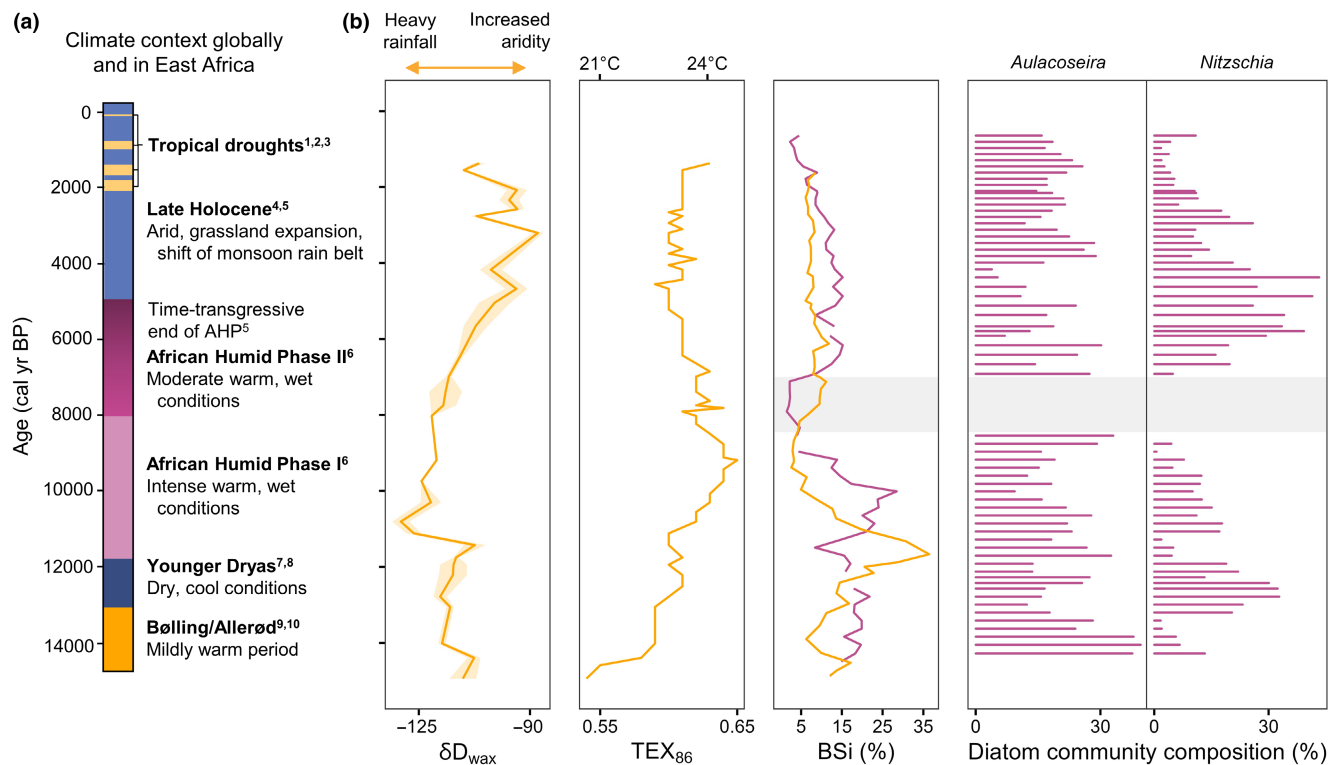 (a)
Climate context globally
and in East Africa
0
2000
4000
6000
8000
10000
12000
14000
Age (cal yr BP)
Tropical droughts1,2,3
Late Holocene4,5
Arid, grassland expansion,
shift of monsoon rain belt
Time-transgressive
end of AHP5
African Humid Phase II6
Moderate warm, wet
conditions
African Humid Phase I6
Intense warm, wet
conditions
Younger Dryas7,8
Dry, cool conditions
Bølling/Allerød9,10
Mildly warm period
(b)
Heavy
rainfall
Increased
aridity
−125 −90
δDwax
21°C 24°C
0.55 0.65
TEX86
5 15 25 35
BSi (%)
Aulacoseira Nitzschia
0 30 0 30
Diatom community composition (%)